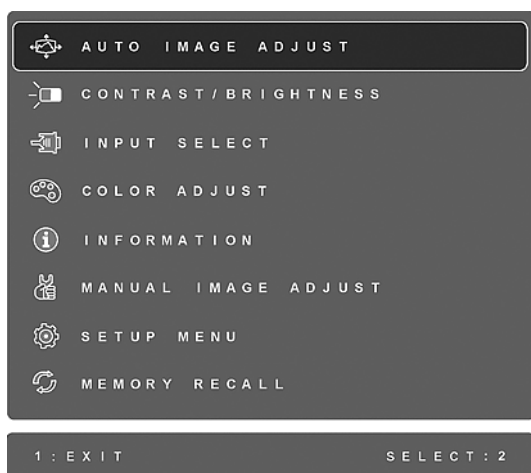 AUTO IMAGE ADJUST
CONTRAST/BRIGHTNESS
INPUT SELECT
COLOR ADJUST
INFORMATION
MANUAL IMAGE ADJUST
SETUP MENU
MEMORY RECALL
1:EXIT SELECT:2